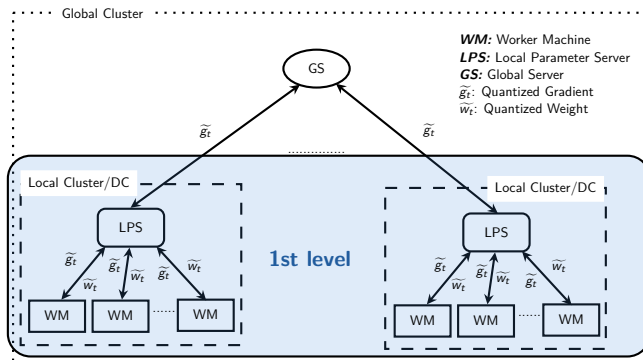 Global Cluster
WM: Worker Machine
LPS: Local Parameter Server
GS: Global Server
g̃t: Quantized Gradient
w̃t: Quantized Weight
GS
g̃t
g̃t
..............
Local Cluster/DC
Local Cluster/DC
LPS
LPS
1st level
g̃t w̃t g̃t w̃t g̃t w̃t
g̃t w̃t g̃t w̃t g̃t w̃t
WM WM ...... WM
WM WM ...... WM